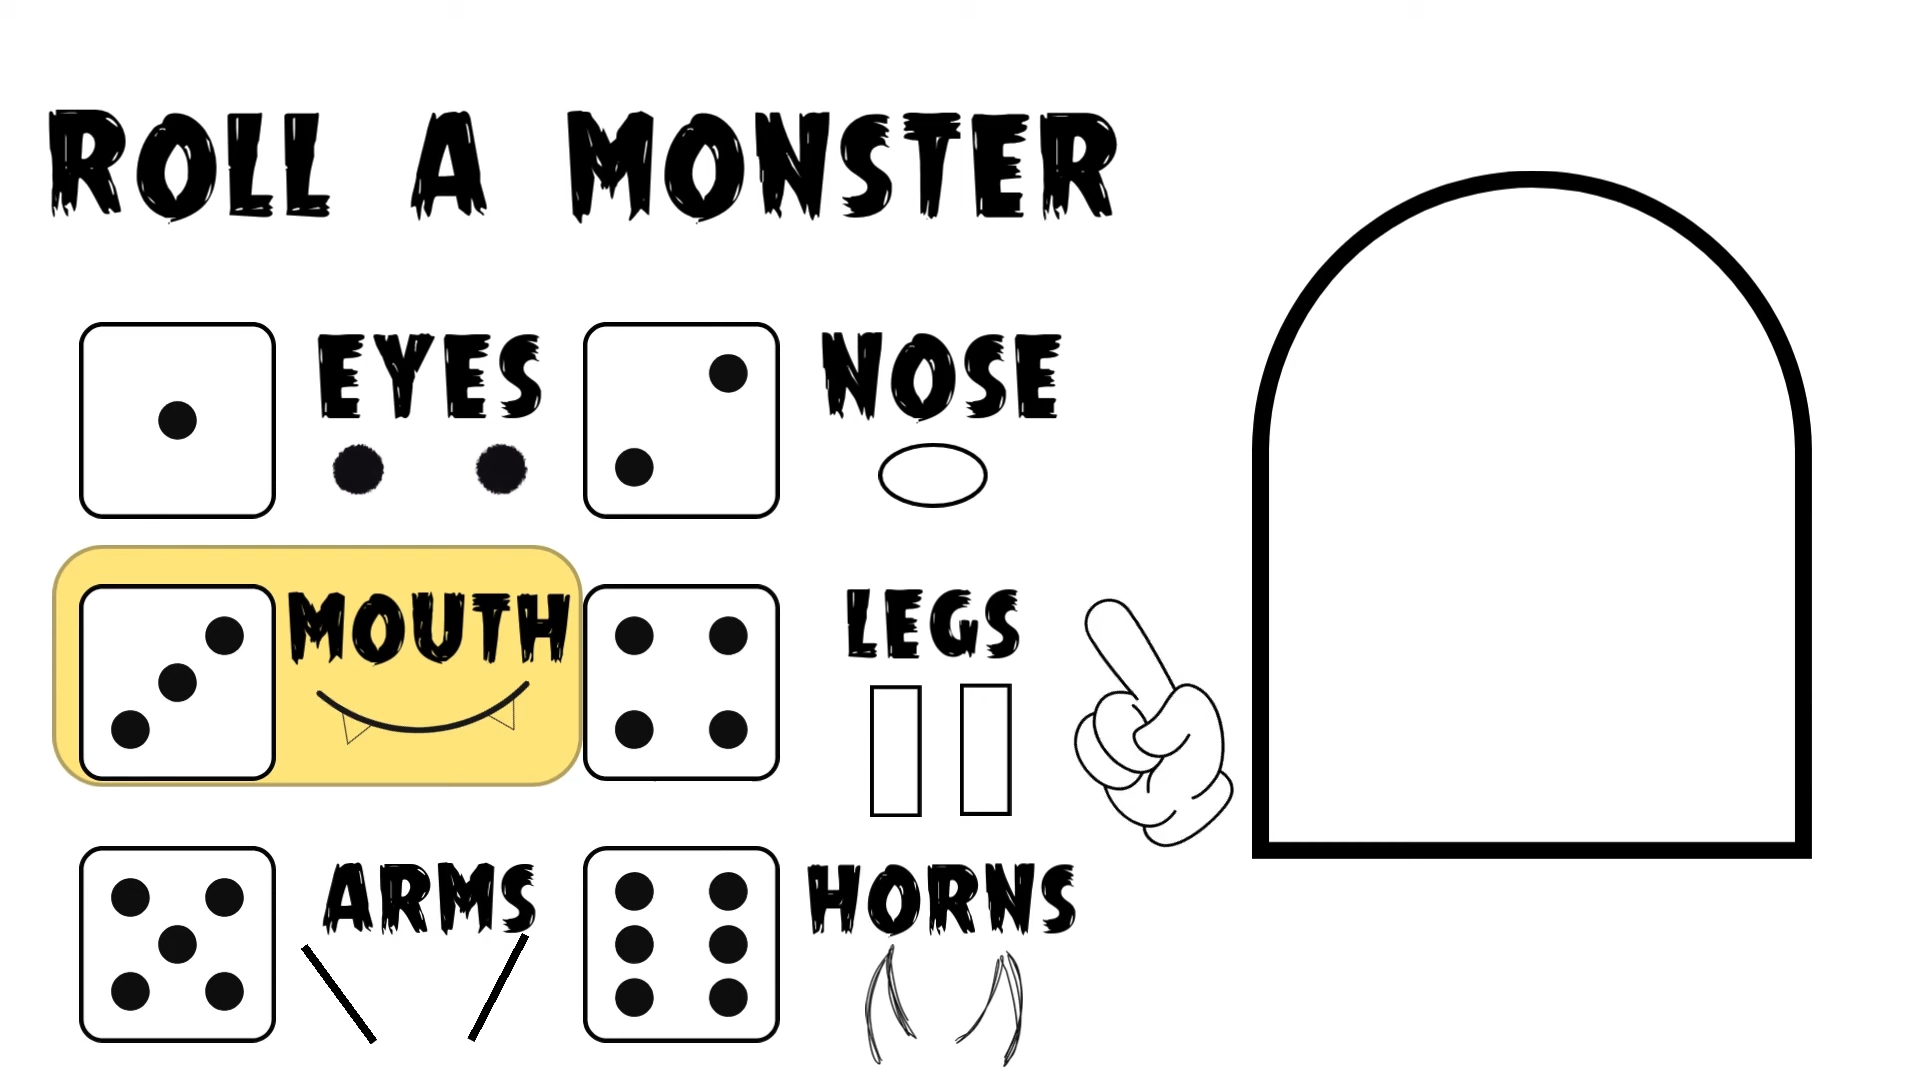 ROLL A MONSTER
EYES
NOSE
MOUTH
LEGS
ARMS
HORNS